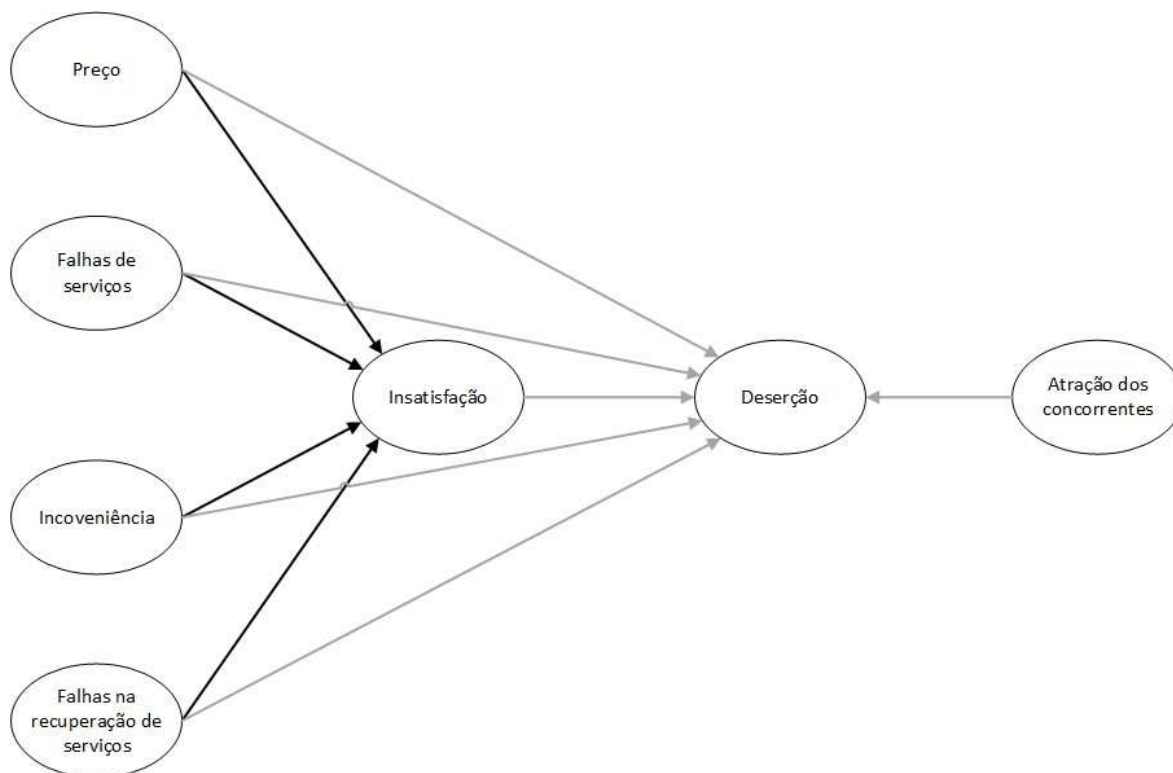 Preço
Falhas de
serviços
Insatisfação
Deserção
Atração dos
concorrentes
Incoveniência
Falhas na
recuperação de
serviços